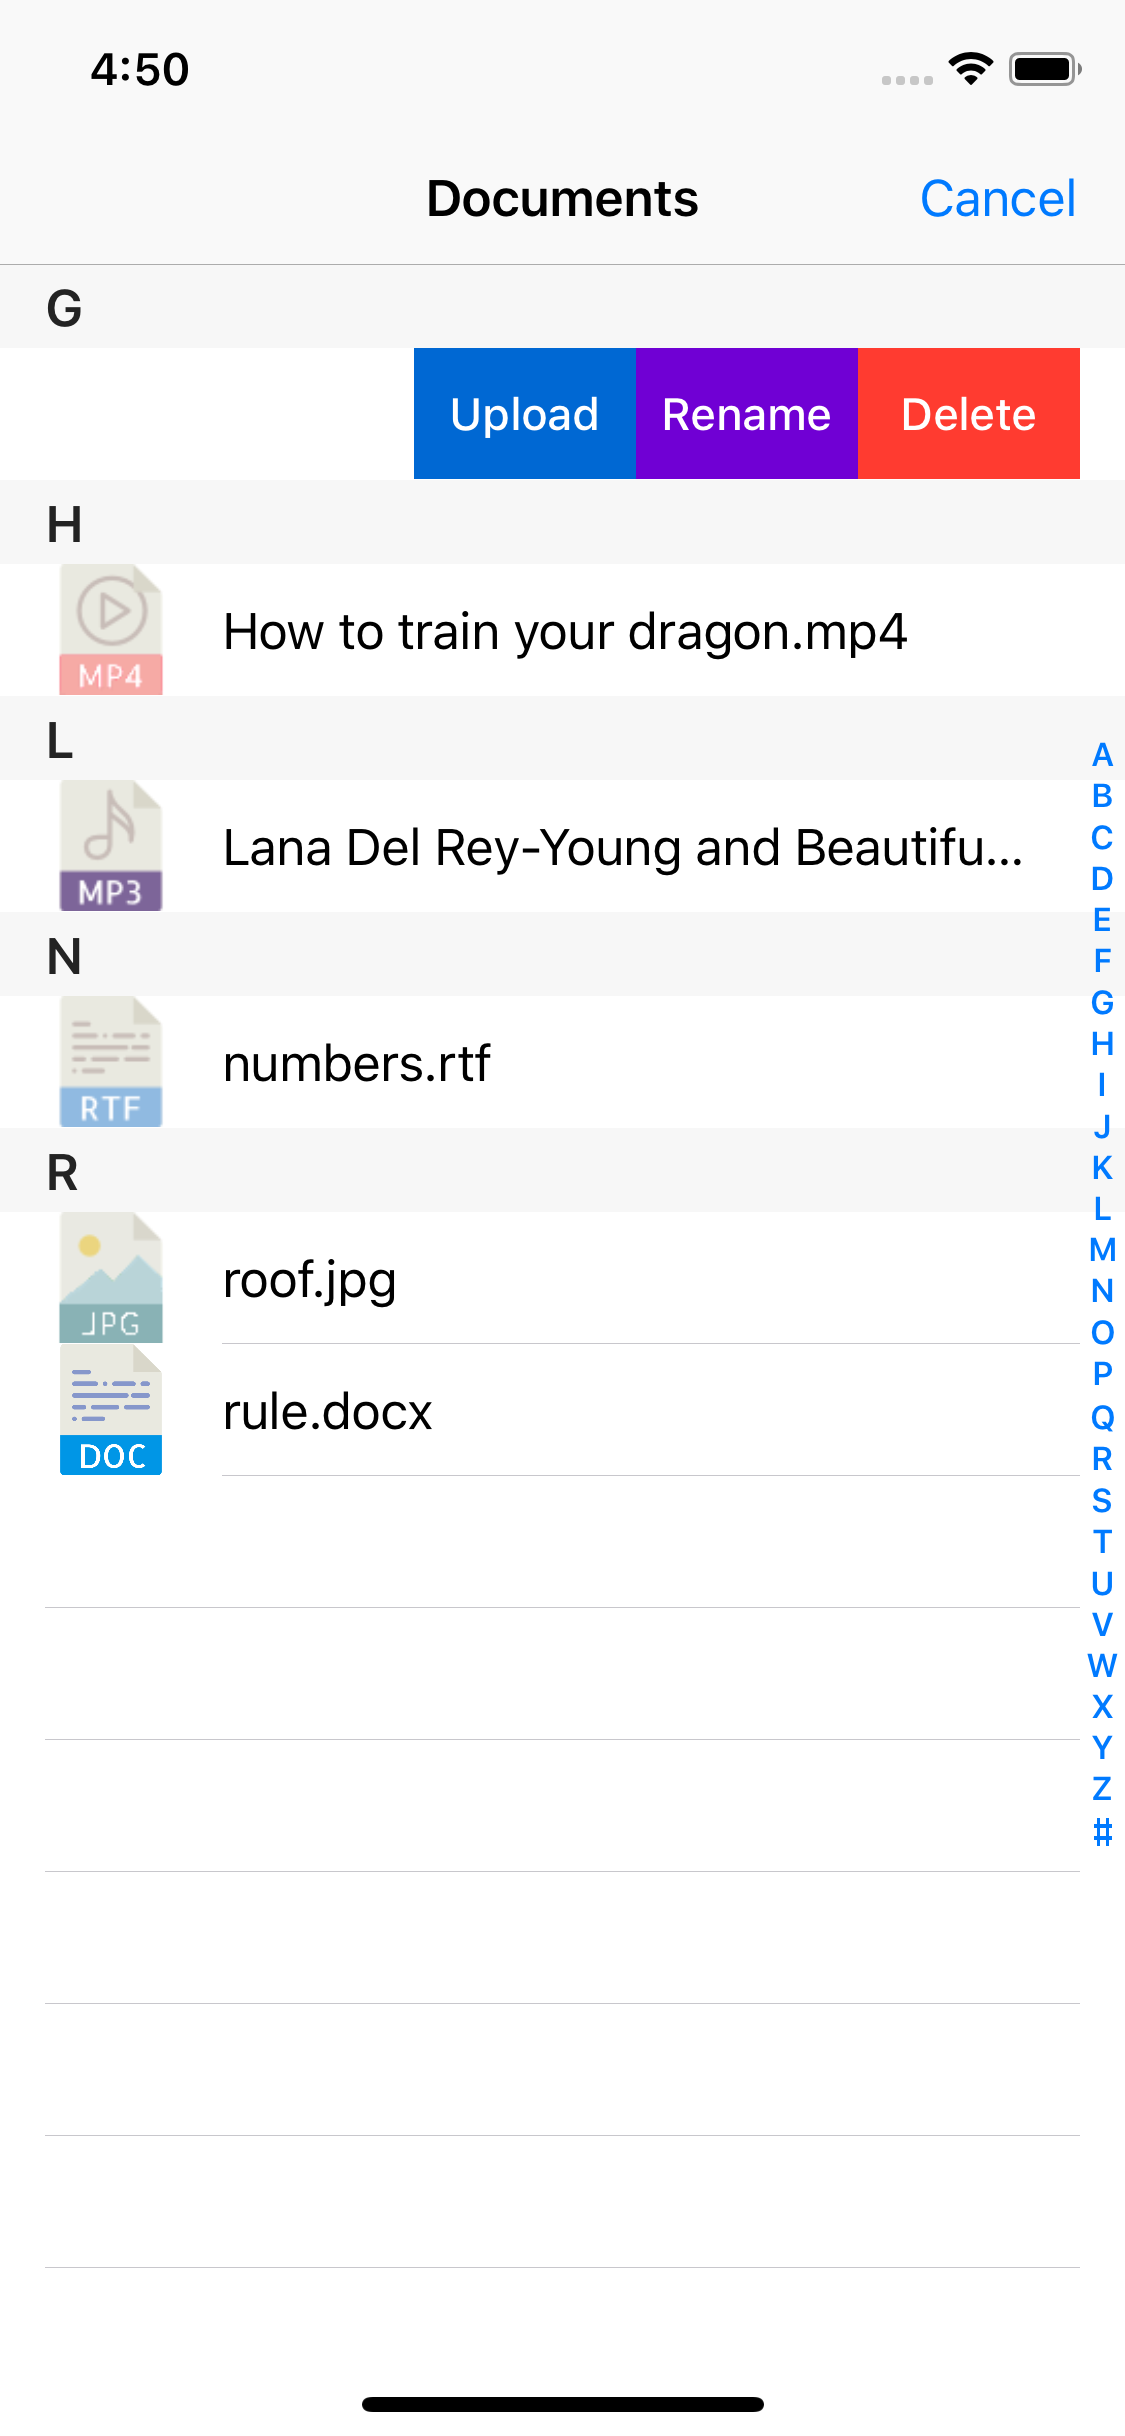 4:50
Documents
Cancel
G
Upload
Rename
Delete
H
MP4
How to train your dragon.mp4
L
MP3
Lana Del Rey-Young and Beautifu...
N
RTF
numbers.rtf
R
JPG
roof.jpg
DOC
rule.docx
A
B
C
D
E
F
G
H
I
J
K
L
M
N
O
P
Q
R
S
T
U
V
W
X
Y
Z
#